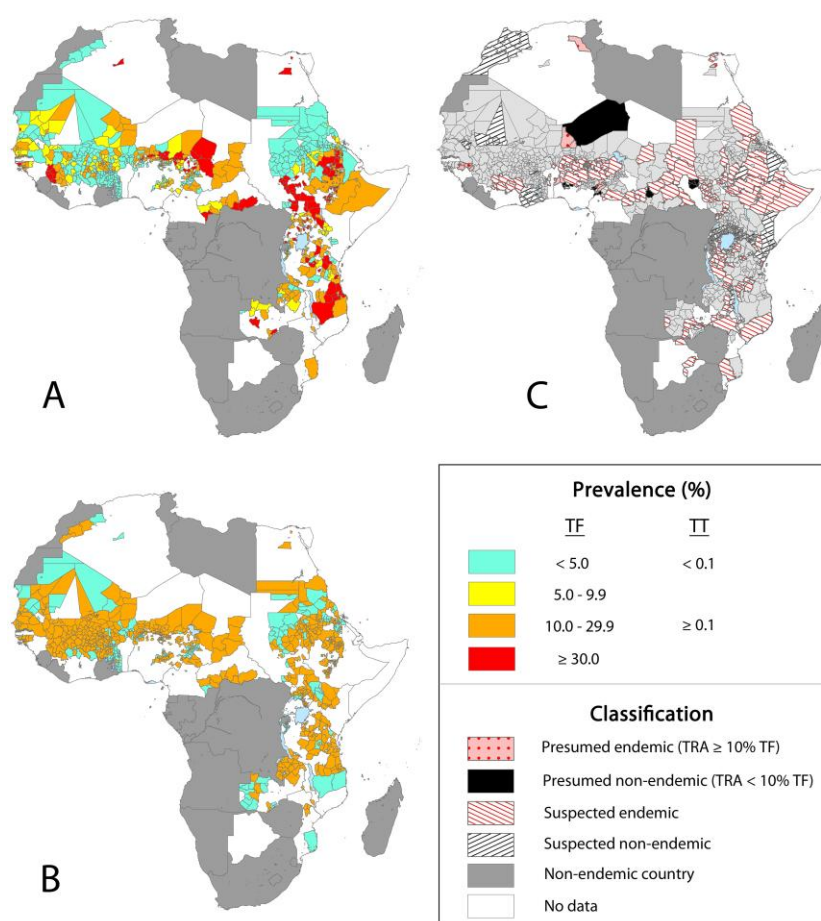 A
C
B
Prevalence (%)
TF TT
< 5.0 < 0.1
5.0 - 9.9
10.0 - 29.9 ≥ 0.1
≥ 30.0
Classification
Presumed endemic (TRA ≥ 10% TF)
Presumed non-endemic (TRA < 10% TF)
Suspected endemic
Suspected non-endemic
Non-endemic country
No data